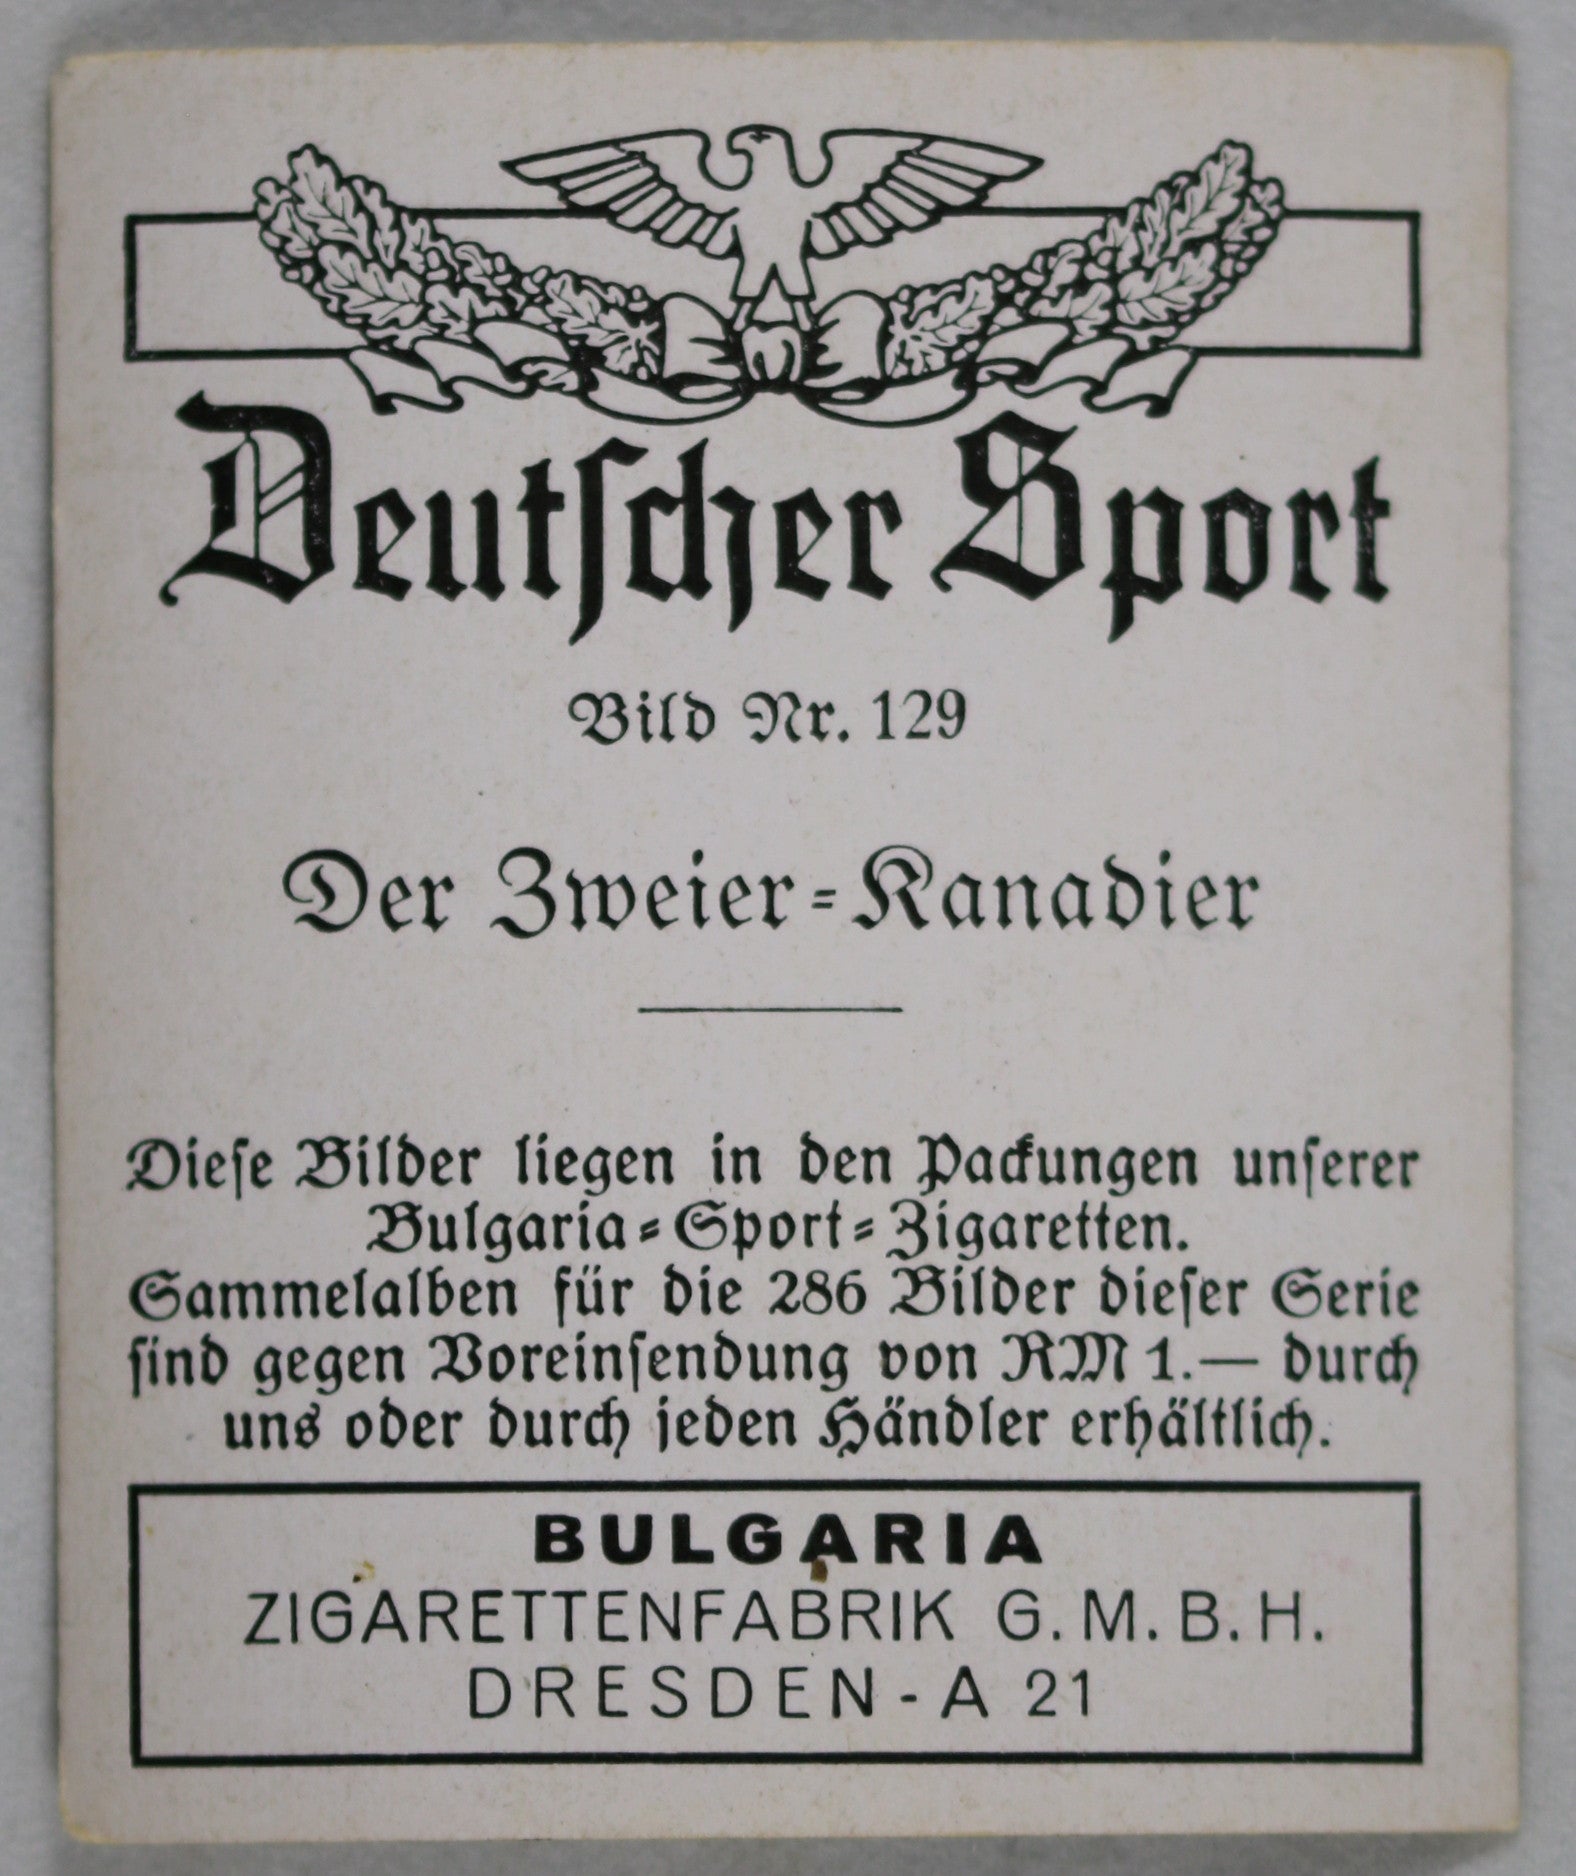 Deutſcher Sport
Bild Nr. 129
Der Zweier=Kanadier
Dieſe Bilder liegen in den Packungen unſerer
Bulgaria=Sport=Zigaretten.
Sammelalben für die 286 Bilder dieſer Serie
ſind gegen Voreinſendung von RM 1.— durch
uns oder durch jeden Händler erhältlich.
BULGARIA
ZIGARETTENFABRIK G.M.B.H.
DRESDEN-A 21